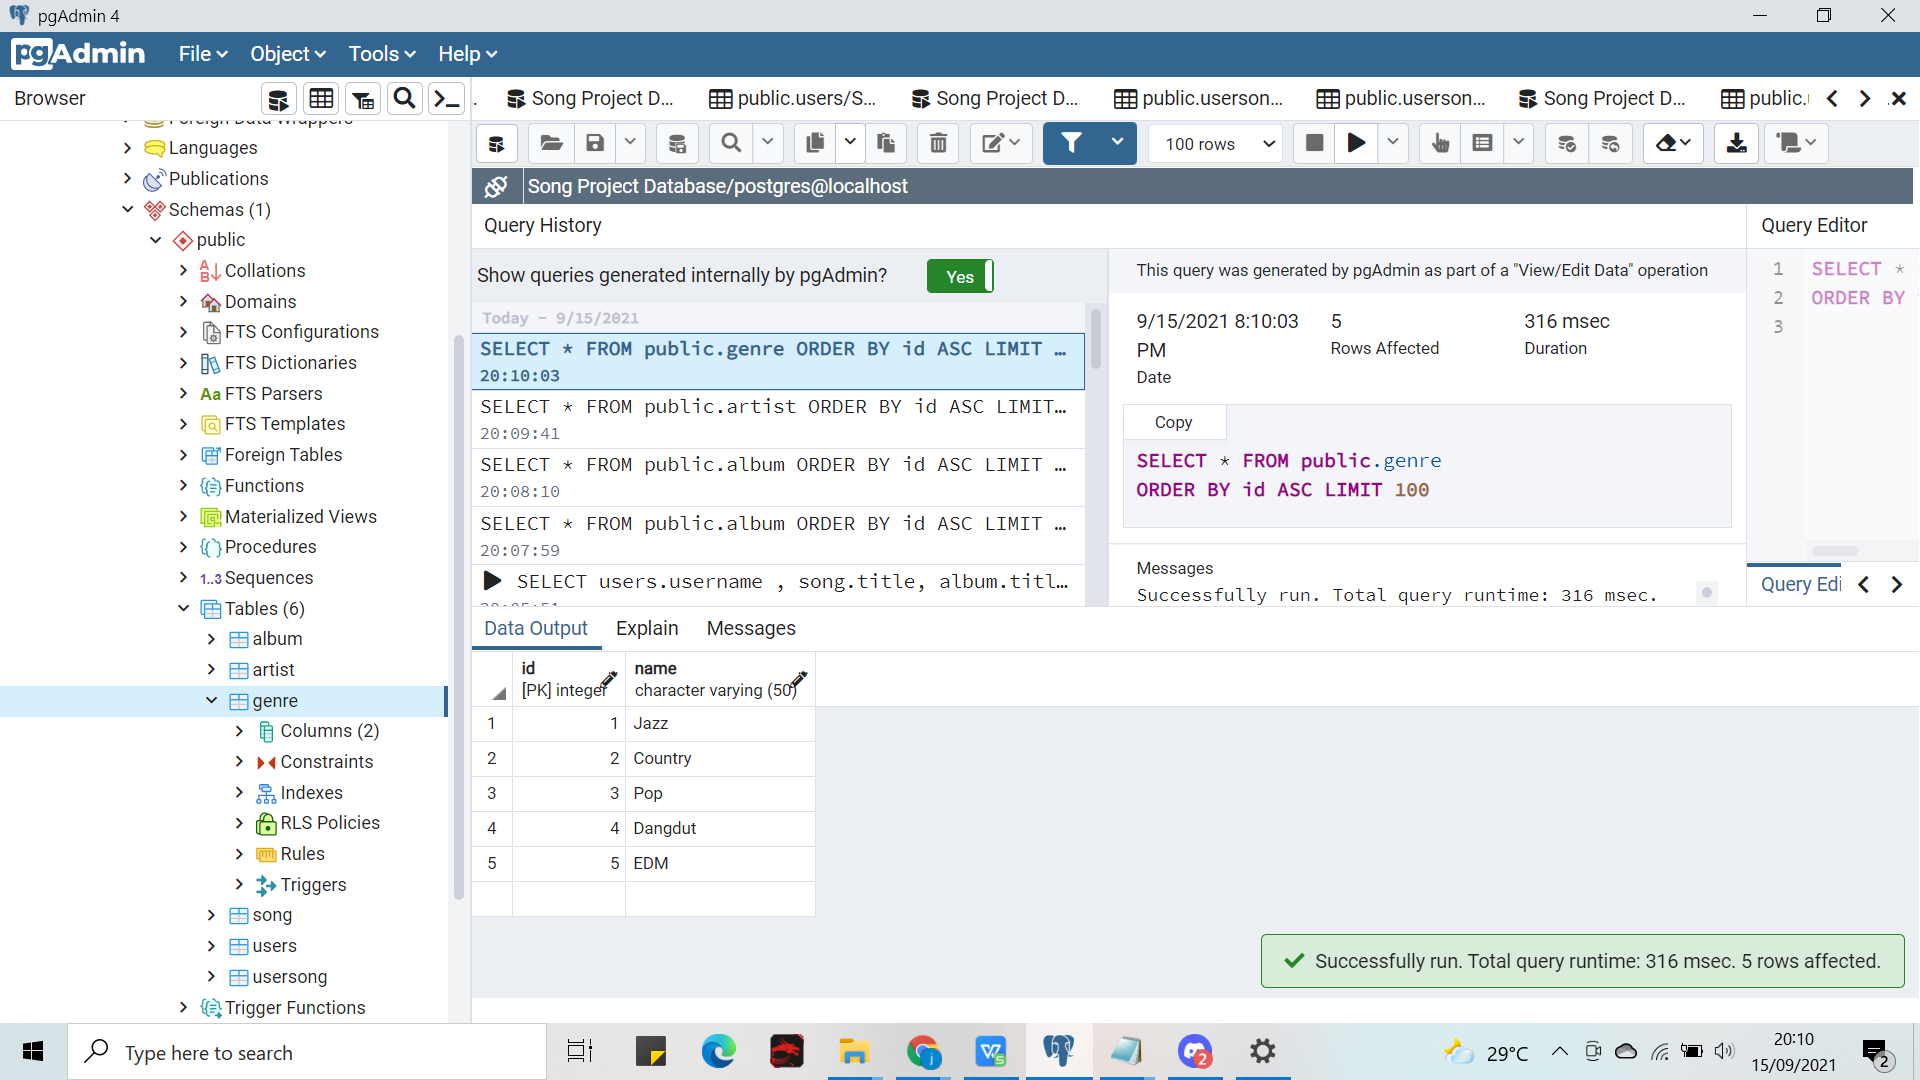 pgAdmin 4
pgAdmin
File
Object
Tools
Help
Browser
Song Project D...
public.users/S...
Song Project D...
public.userson...
public.userson...
Song Project D...
public.
100 rows
Song Project Database/postgres@localhost
Foreign Data Wrappers
Languages
Publications
Schemas (1)
public
Collations
Domains
FTS Configurations
FTS Dictionaries
Aa FTS Parsers
FTS Templates
Foreign Tables
Functions
Materialized Views
Procedures
1..3 Sequences
Tables (6)
album
artist
genre
Columns (2)
Constraints
Indexes
RLS Policies
Rules
Triggers
song
users
usersong
Trigger Functions
Query History
Show queries generated internally by pgAdmin?
Yes
Today - 9/15/2021
SELECT * FROM public.genre ORDER BY id ASC LIMIT …
20:10:03
SELECT * FROM public.artist ORDER BY id ASC LIMIT…
20:09:41
SELECT * FROM public.album ORDER BY id ASC LIMIT …
20:08:10
SELECT * FROM public.album ORDER BY id ASC LIMIT …
20:07:59
SELECT users.username , song.title, album.titl…
20:05:51
This query was generated by pgAdmin as part of a "View/Edit Data" operation
9/15/2021 8:10:03 PM
Date
5
Rows Affected
316 msec
Duration
Copy
SELECT * FROM public.genre
ORDER BY id ASC LIMIT 100
Messages
Successfully run. Total query runtime: 316 msec.
Query Editor
1 SELECT *
2 ORDER BY
3
Query Edi
Data Output
Explain
Messages
id
[PK] integer
name
character varying (50)
1 1 Jazz
2 2 Country
3 3 Pop
4 4 Dangdut
5 5 EDM
Successfully run. Total query runtime: 316 msec. 5 rows affected.
Type here to search
j
2
29°C
20:10
15/09/2021
2